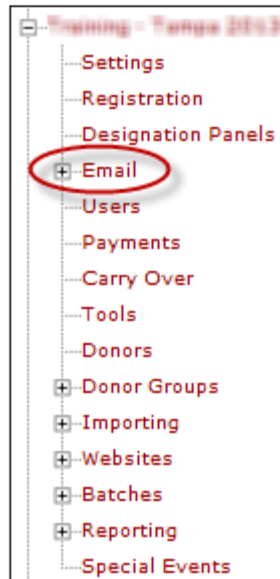 Settings
Registration
Designation Panels
Email
Users
Payments
Carry Over
Tools
Donors
Donor Groups
Importing
Websites
Batches
Reporting
Special Events